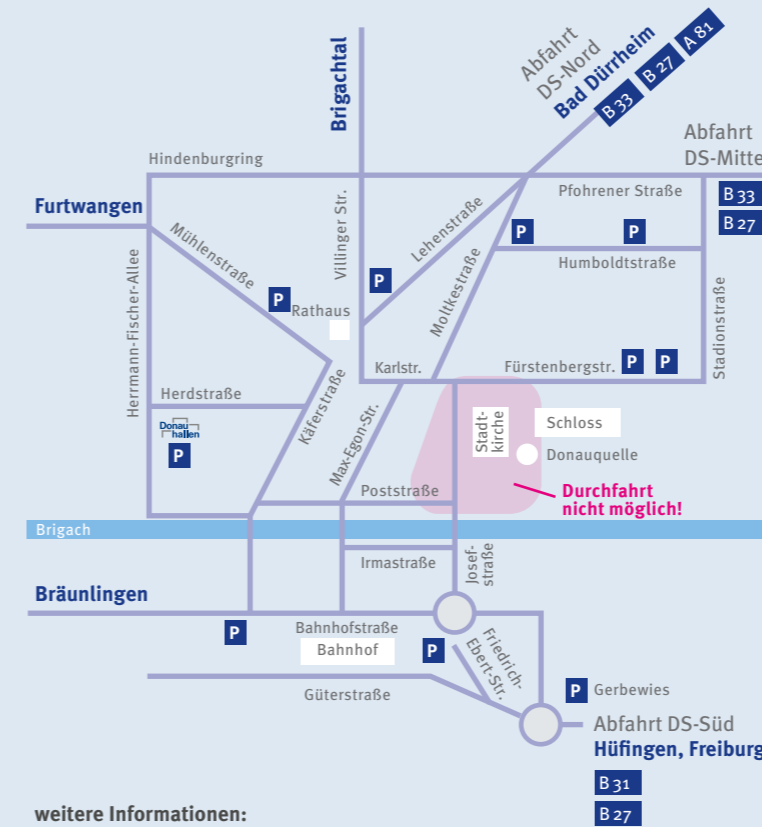 Brigachtal
Abfahrt
DS-Nord
Bad Dürrheim
B 33
B 27
A 81
Abfahrt
DS-Mitte
B 33
B 27
Hindenburgring
Pfohrener Straße
Furtwangen
Mühlenstraße
Villinger Str.
Lehenstraße
P
P
P
Humboldtstraße
Moltkestraße
P
Rathaus
Herrmann-Fischer-Allee
Stadionstraße
Karlstr.
Fürstenbergstr.
P
P
Herdstraße
Käferstraße
Max-Egon-Str.
Donau
hallen
P
Stadt-
kirche
Schloss
Donauquelle
Poststraße
Durchfahrt
nicht möglich!
Brigach
Irmastraße
Josef-
straße
Bräunlingen
P
Bahnhofstraße
Bahnhof
P
Friedrich-
Ebert-Str.
Güterstraße
P
Gerbewies
Abfahrt DS-Süd
Hüfingen, Freiburg
B 31
B 27
weitere Informationen: